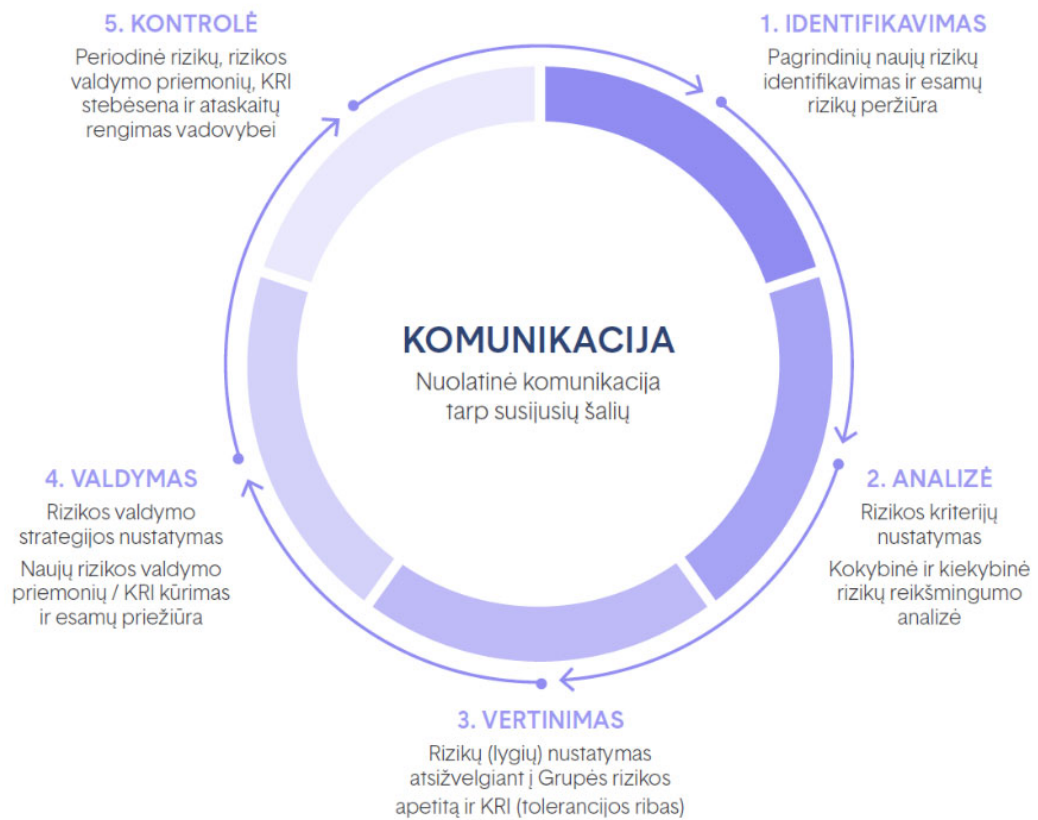 1. IDENTIFIKAVIMAS
Pagrindinių naujų rizikų
identifikavimas ir esamų
rizikų peržiūra
2. ANALIZĖ
Rizikos kriterijų
nustatymas
Kokybinė ir kiekybinė
rizikų reikšmingumo
analizė
3. VERTINIMAS
Rizikų (lygių) nustatymas
atsižvelgiant į Grupės rizikos
apetitą ir KRI (tolerancijos ribas)
4. VALDYMAS
Rizikos valdymo
strategijos nustatymas
Naujų rizikos valdymo
priemonių / KRI kūrimas
ir esamų priežiūra
5. KONTROLĖ
Periodinė rizikų, rizikos
valdymo priemonių, KRI
stebėsena ir ataskaitų
rengimas vadovybei
KOMUNIKACIJA
Nuolatinė komunikacija
tarp susijusių šalių